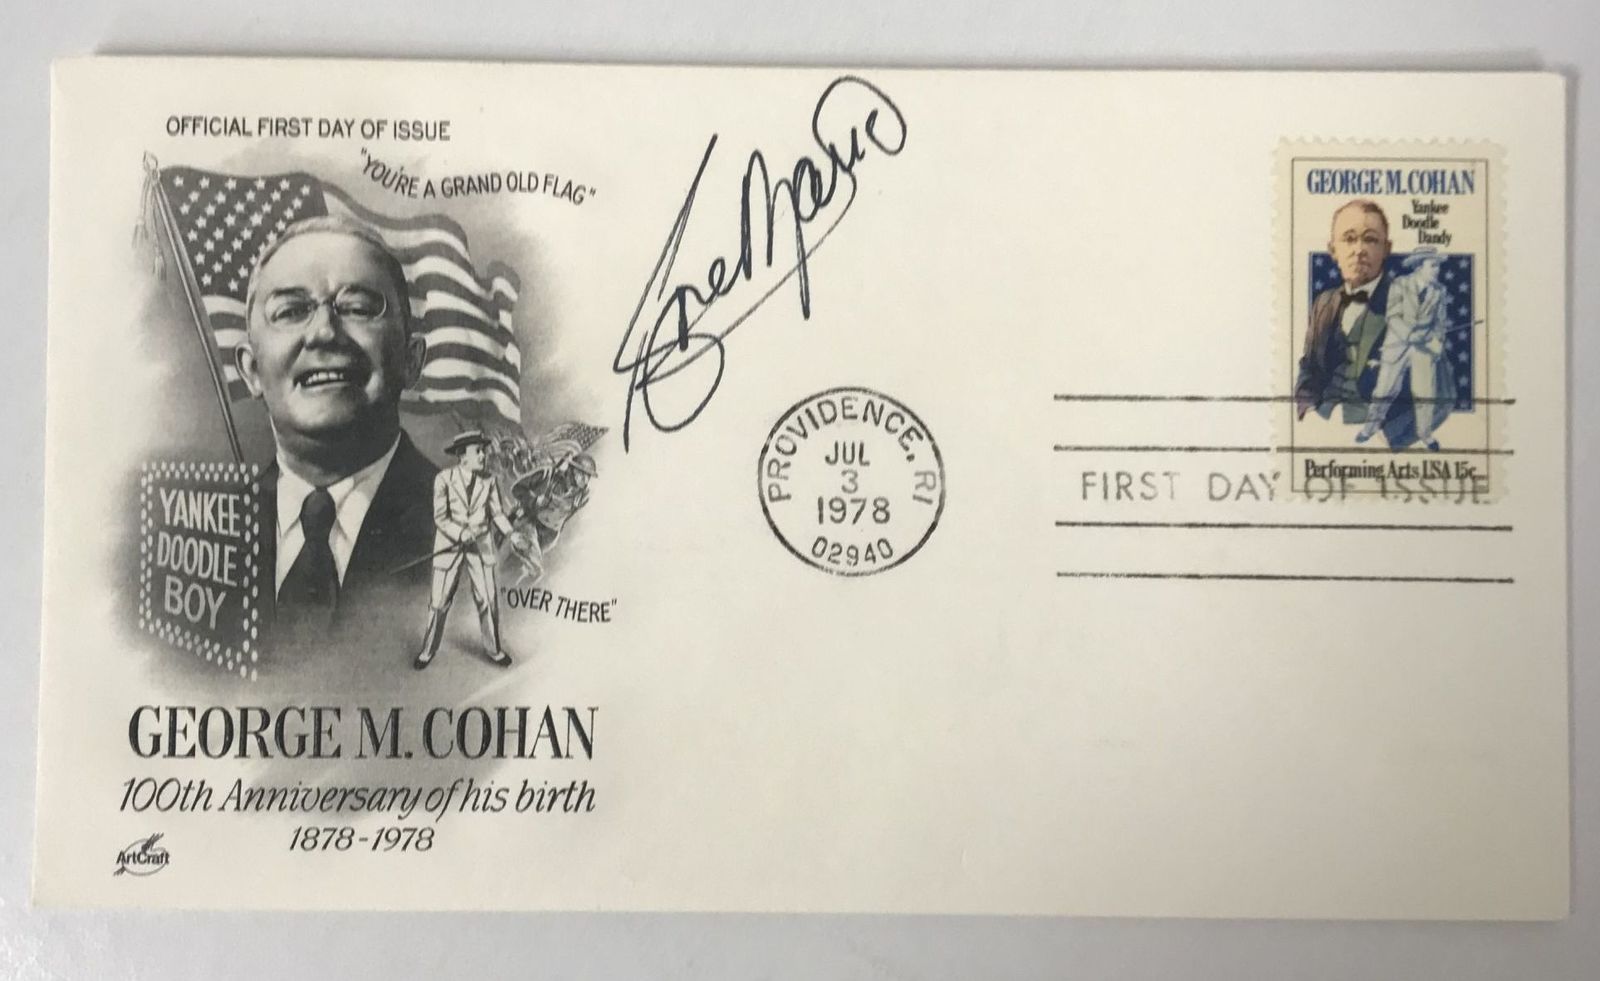 OFFICIAL FIRST DAY OF ISSUE
"YOU'RE A GRAND OLD FLAG"
YANKEE
DOODLE
BOY
"OVER THERE"
GEORGE M. COHAN
100th Anniversary of his birth
1878-1978
ArtCraft
PROVIDENCE, RI
JUL
3
1978
02940
GEORGE M. COHAN
Yankee
Doodle
Dandy
Performing Arts USA 15c
FIRST DAY OF ISSUE